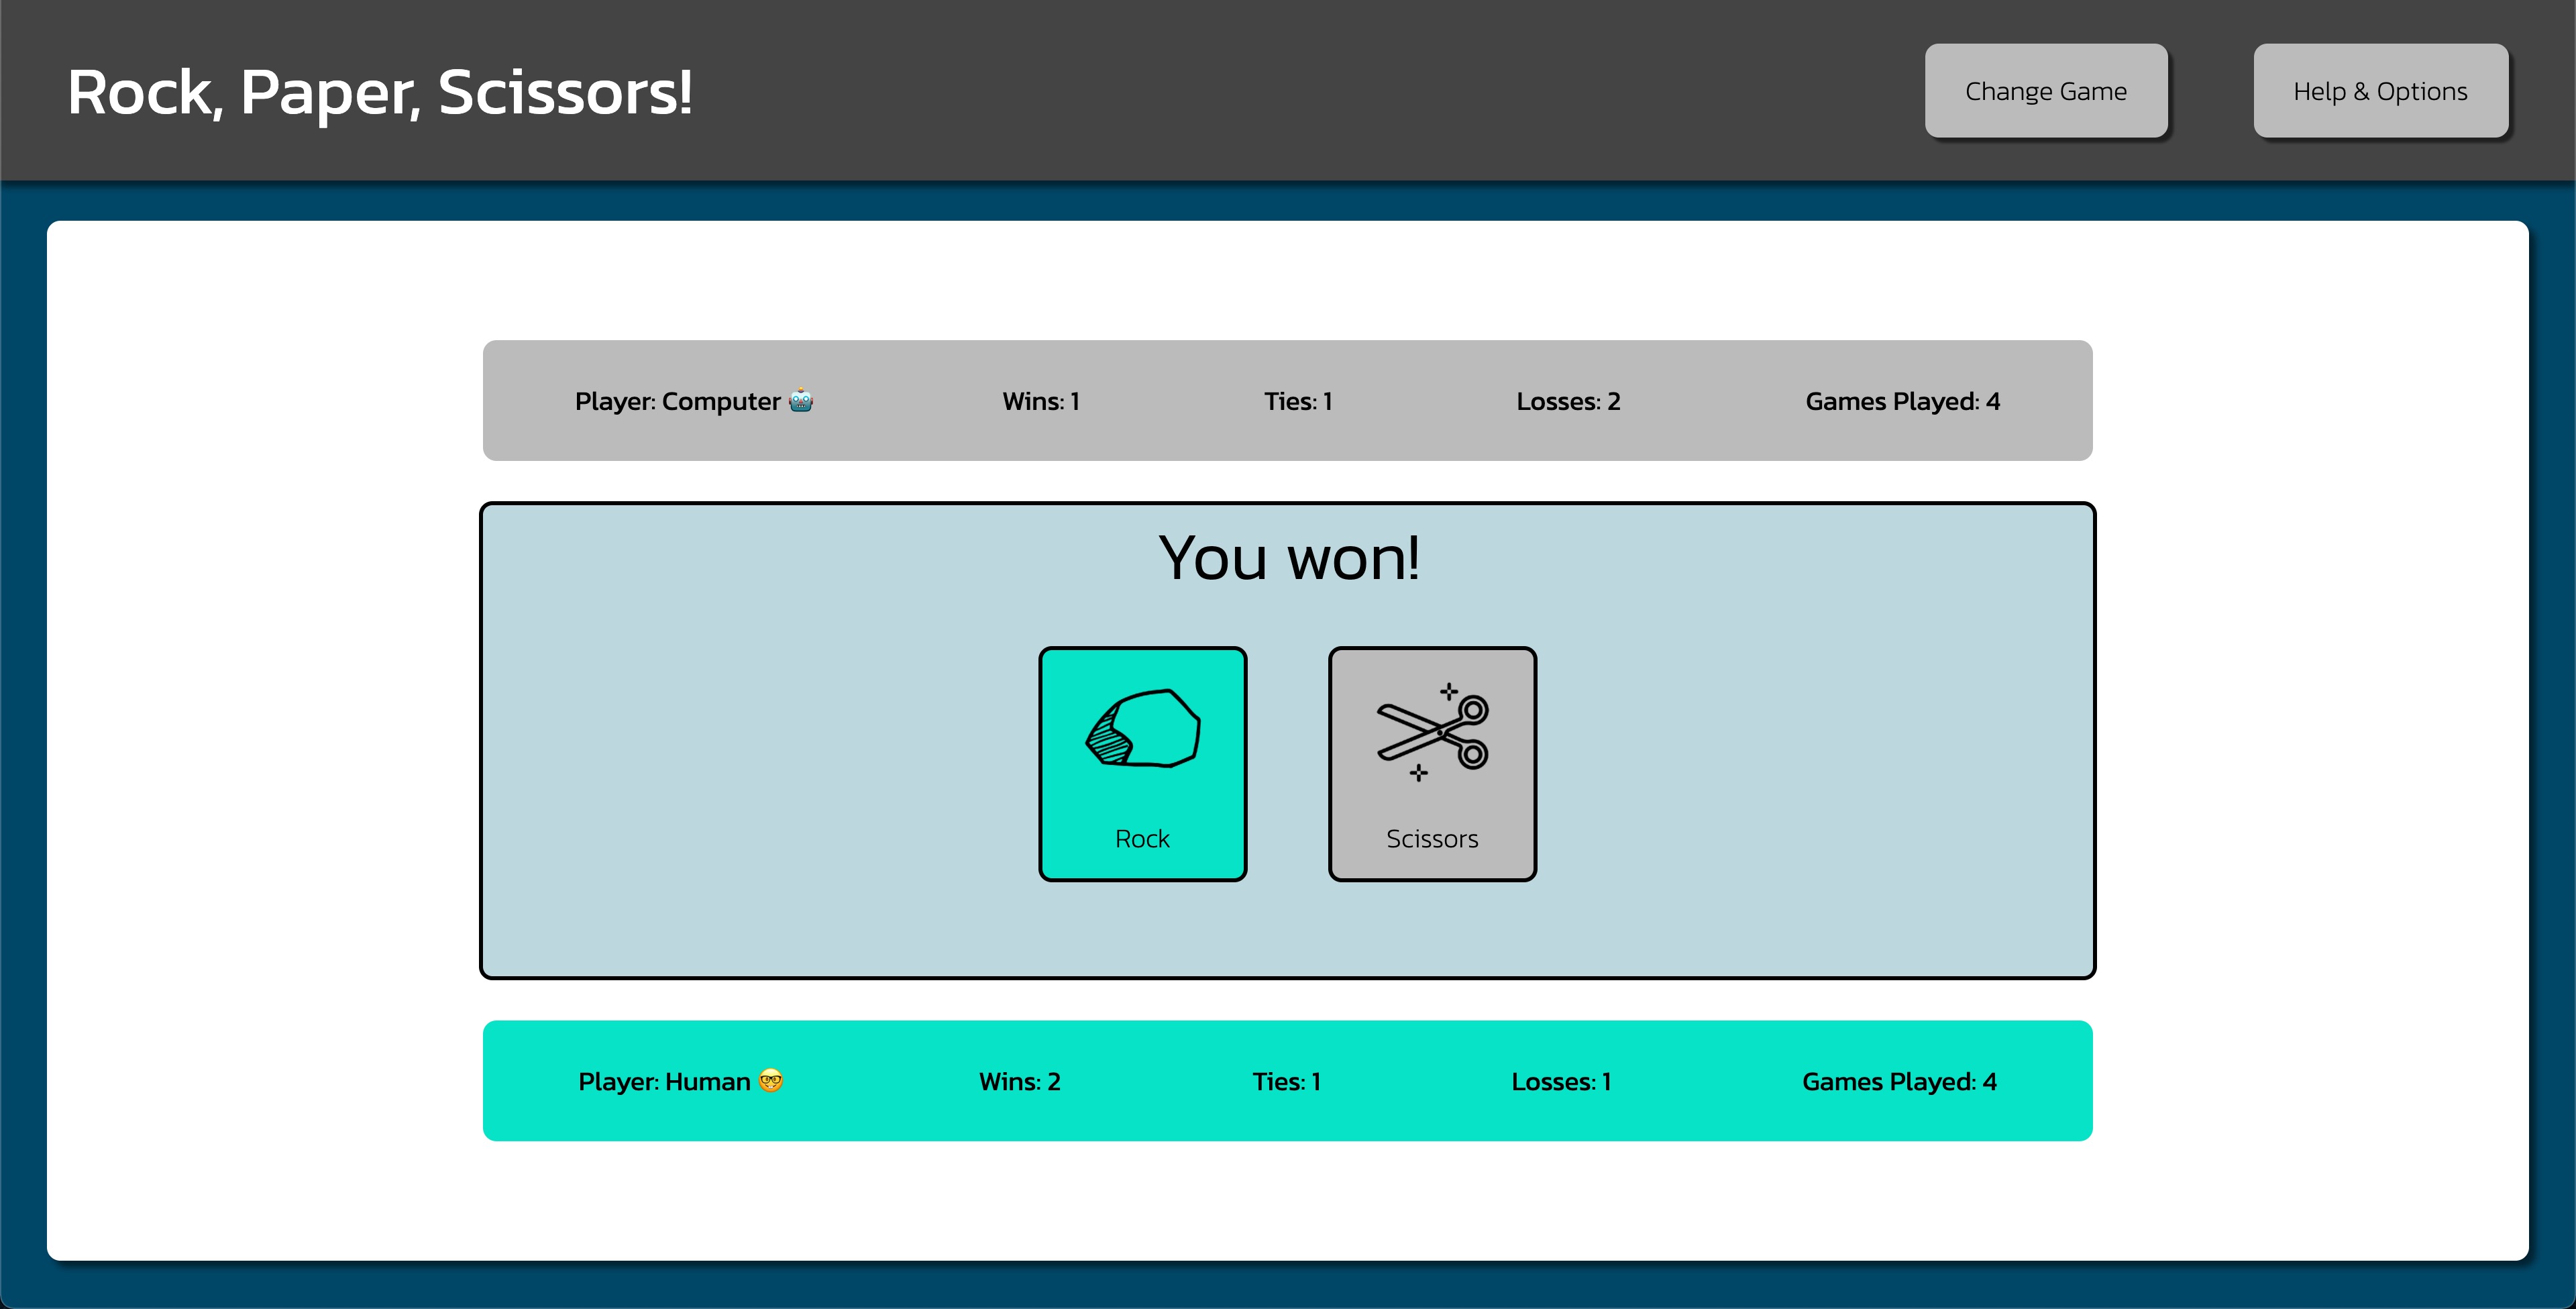 Rock, Paper, Scissors!
Change Game
Help & Options
Player: Computer 🤖 Wins: 1 Ties: 1 Losses: 2 Games Played: 4
You won!
Rock
Scissors
Player: Human 🤓 Wins: 2 Ties: 1 Losses: 1 Games Played: 4